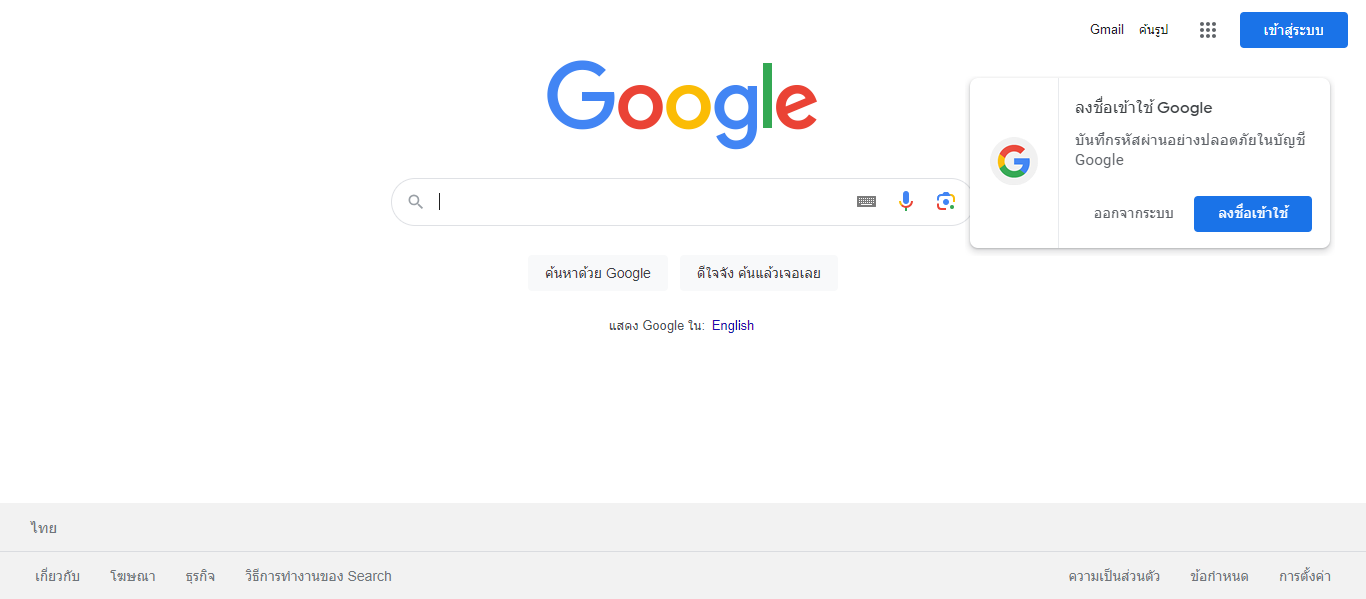 Gmail ค้นรูป เข้าสู่ระบบ
Google
ลงชื่อเข้าใช้ Google
บันทึกรหัสผ่านอย่างปลอดภัยในบัญชี
Google
ออกจากระบบ ลงชื่อเข้าใช้
ค้นหาด้วย Google ดีใจจัง ค้นแล้วเจอเลย
แสดง Google ใน: English
ไทย
เกี่ยวกับ โฆษณา ธุรกิจ วิธีการทำงานของ Search ความเป็นส่วนตัว ข้อกำหนด การตั้งค่า